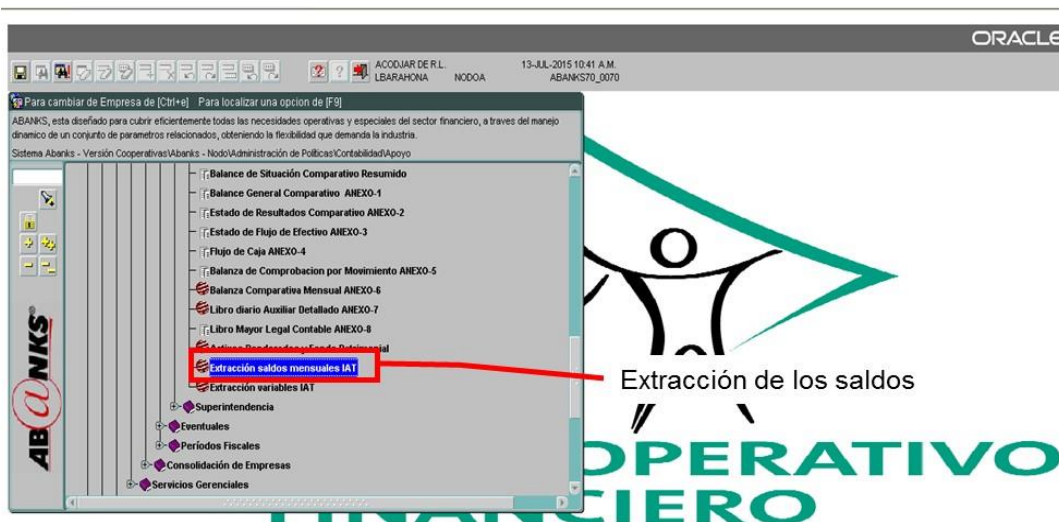 ORACLE
ACODJAR DE R.L.
13-JUL-2015 10:41 A.M.
LBARAHONA NODOA ABANKS70_0070
Para cambiar de Empresa de [Ctrl+e] Para localizar una opcion de [F9]
ABANKS, esta diseñado para cubrir eficientemente todas las necesidades operativas y especiales del sector financiero, a traves del manejo
dinamico de un conjunto de parametros relacionados, obteniendo la flexibilidad que demanda la industria.
Sistema Abanks - Versión Cooperativas\Abanks - Nodo\Administración de Políticas\Contabilidad\Apoyo
Balance de Situación Comparativo Resumido
Balance General Comparativo ANEXO-1
Estado de Resultados Comparativo ANEXO-2
Estado de Flujo de Efectivo ANEXO-3
Flujo de Caja ANEXO-4
Balanza de Comprobacion por Movimiento ANEXO-5
Balanza Comparativa Mensual ANEXO-6
Libro diario Auxiliar Detallado ANEXO-7
Libro Mayor Legal Contable ANEXO-8
Extracción saldos mensuales IAT
Extracción variables IAT
Superintendencia
Eventuales
Períodos Fiscales
Consolidación de Empresas
Servicios Gerenciales
AB@NKS
Extracción de los saldos
OPERATIVO
CIERO